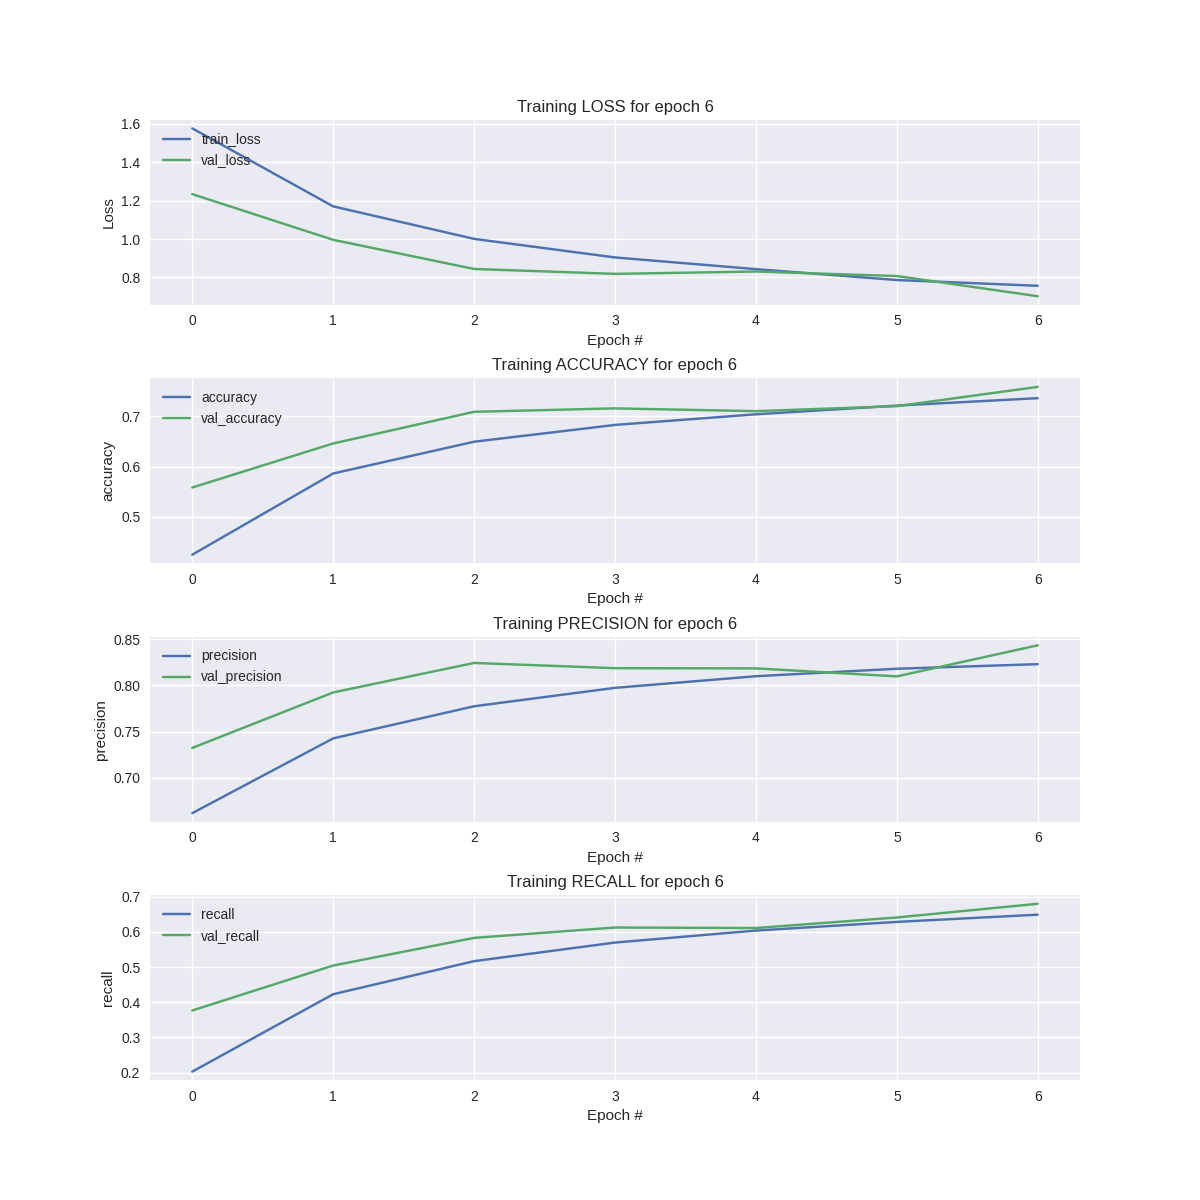 Training LOSS for epoch 6
1.6
1.4
1.2
1.0
0.8
Loss
train_loss
val_loss
0 1 2 3 4 5 6
Epoch #
Training ACCURACY for epoch 6
0.7
0.6
0.5
accuracy
accuracy
val_accuracy
0 1 2 3 4 5 6
Epoch #
Training PRECISION for epoch 6
0.85
0.80
0.75
0.70
precision
precision
val_precision
0 1 2 3 4 5 6
Epoch #
Training RECALL for epoch 6
0.7
0.6
0.5
0.4
0.3
0.2
recall
recall
val_recall
0 1 2 3 4 5 6
Epoch #